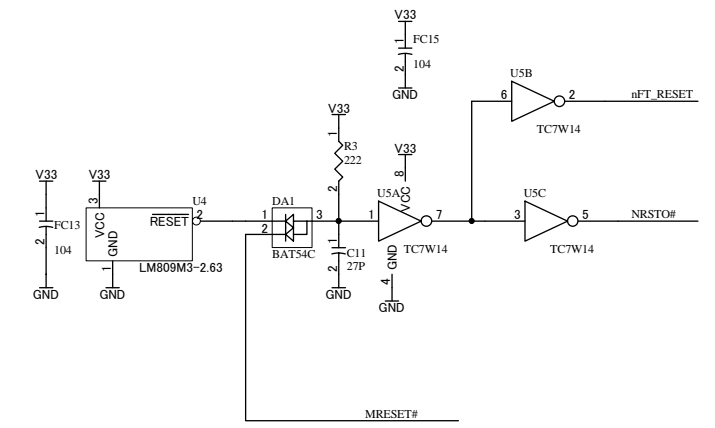 V33
1
FC15
2
104
GND
U5B
6
2
nFT_RESET
TC7W14
V33
1
R3
222
2
V33
V33
V33
8
U5A
VCC
1
7
TC7W14
GND
4
GND
U5C
3
5
NRSTO#
TC7W14
1
FC13
2
104
GND
3
U4
VCC
GND
RESET
2
1
LM809M3-2.63
GND
DA1
1
2
3
BAT54C
1
C11
27P
2
GND
MRESET#